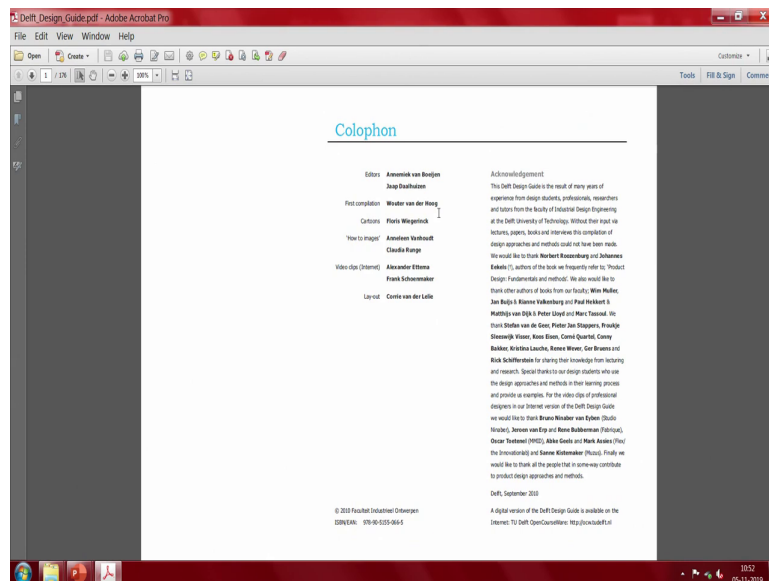 Delft_Design_Guide.pdf - Adobe Acrobat Pro
File Edit View Window Help
Open Create Customize
1 / 176 100% Tools Fill & Sign Comme
Colophon
Editors Annemiek van Boeijen
Jaap Daalhuizen
First compilation Wouter van der Hoog
Cartoons Floris Wiegerinck
'How to images' Anneleen Vanhoudt
Claudia Runge
Video clips (Internet) Alexander Ettema
Frank Schoenmaker
Lay-out Corrie van der Lelie
© 2010 Faculteit Industrieel Ontwerpen
ISBN/EAN: 978-90-5155-066-5
Acknowledgement
This Delft Design Guide is the result of many years of
experience from design students, professionals, researchers
and tutors from the faculty of Industrial Design Engineering
at the Delft University of Technology. Without their input via
lectures, papers, books and interviews this compilation of
design approaches and methods could not have been made.
We would like to thank Norbert Roozenburg and Johannes
Eekels (†), authors of the book we frequently refer to; 'Product
Design: Fundamentals and methods'. We also would like to
thank other authors of books from our faculty; Wim Muller,
Jan Buijs & Rianne Valkenburg and Paul Hekkert &
Matthijs van Dijk & Peter Lloyd and Marc Tassoul. We
thank Stefan van de Geer, Pieter Jan Stappers, Froukje
Sleeswijk Visser, Koos Eissen, Corné Quartel, Conny
Bakker, Kristina Lauche, Renee Wever, Ger Bruens and
Rick Schifferstein for sharing their knowledge from lecturing
and research. Special thanks to our design students who use
the design approaches and methods in their learning process
and provide us examples. For the video clips of professional
designers in our Internet version of the Delft Design Guide
we would like to thank Bruno Ninaber van Eyben (Studio
Ninaber), Jeroen van Erp and Rene Bubberman (Fabrique),
Oscar Toetenel (MMID), Abke Geels and Mark Assies (Flex/
the Innovationlab) and Sanne Kistemaker (Muzus). Finally we
would like to thank all the people that in some-way contribute
to product design approaches and methods.
Delft, September 2010
A digital version of the Delft Design Guide is available on the
Internet: TU Delft OpenCourseWare: http://ocw.tudelft.nl
10:52
05-11-2019